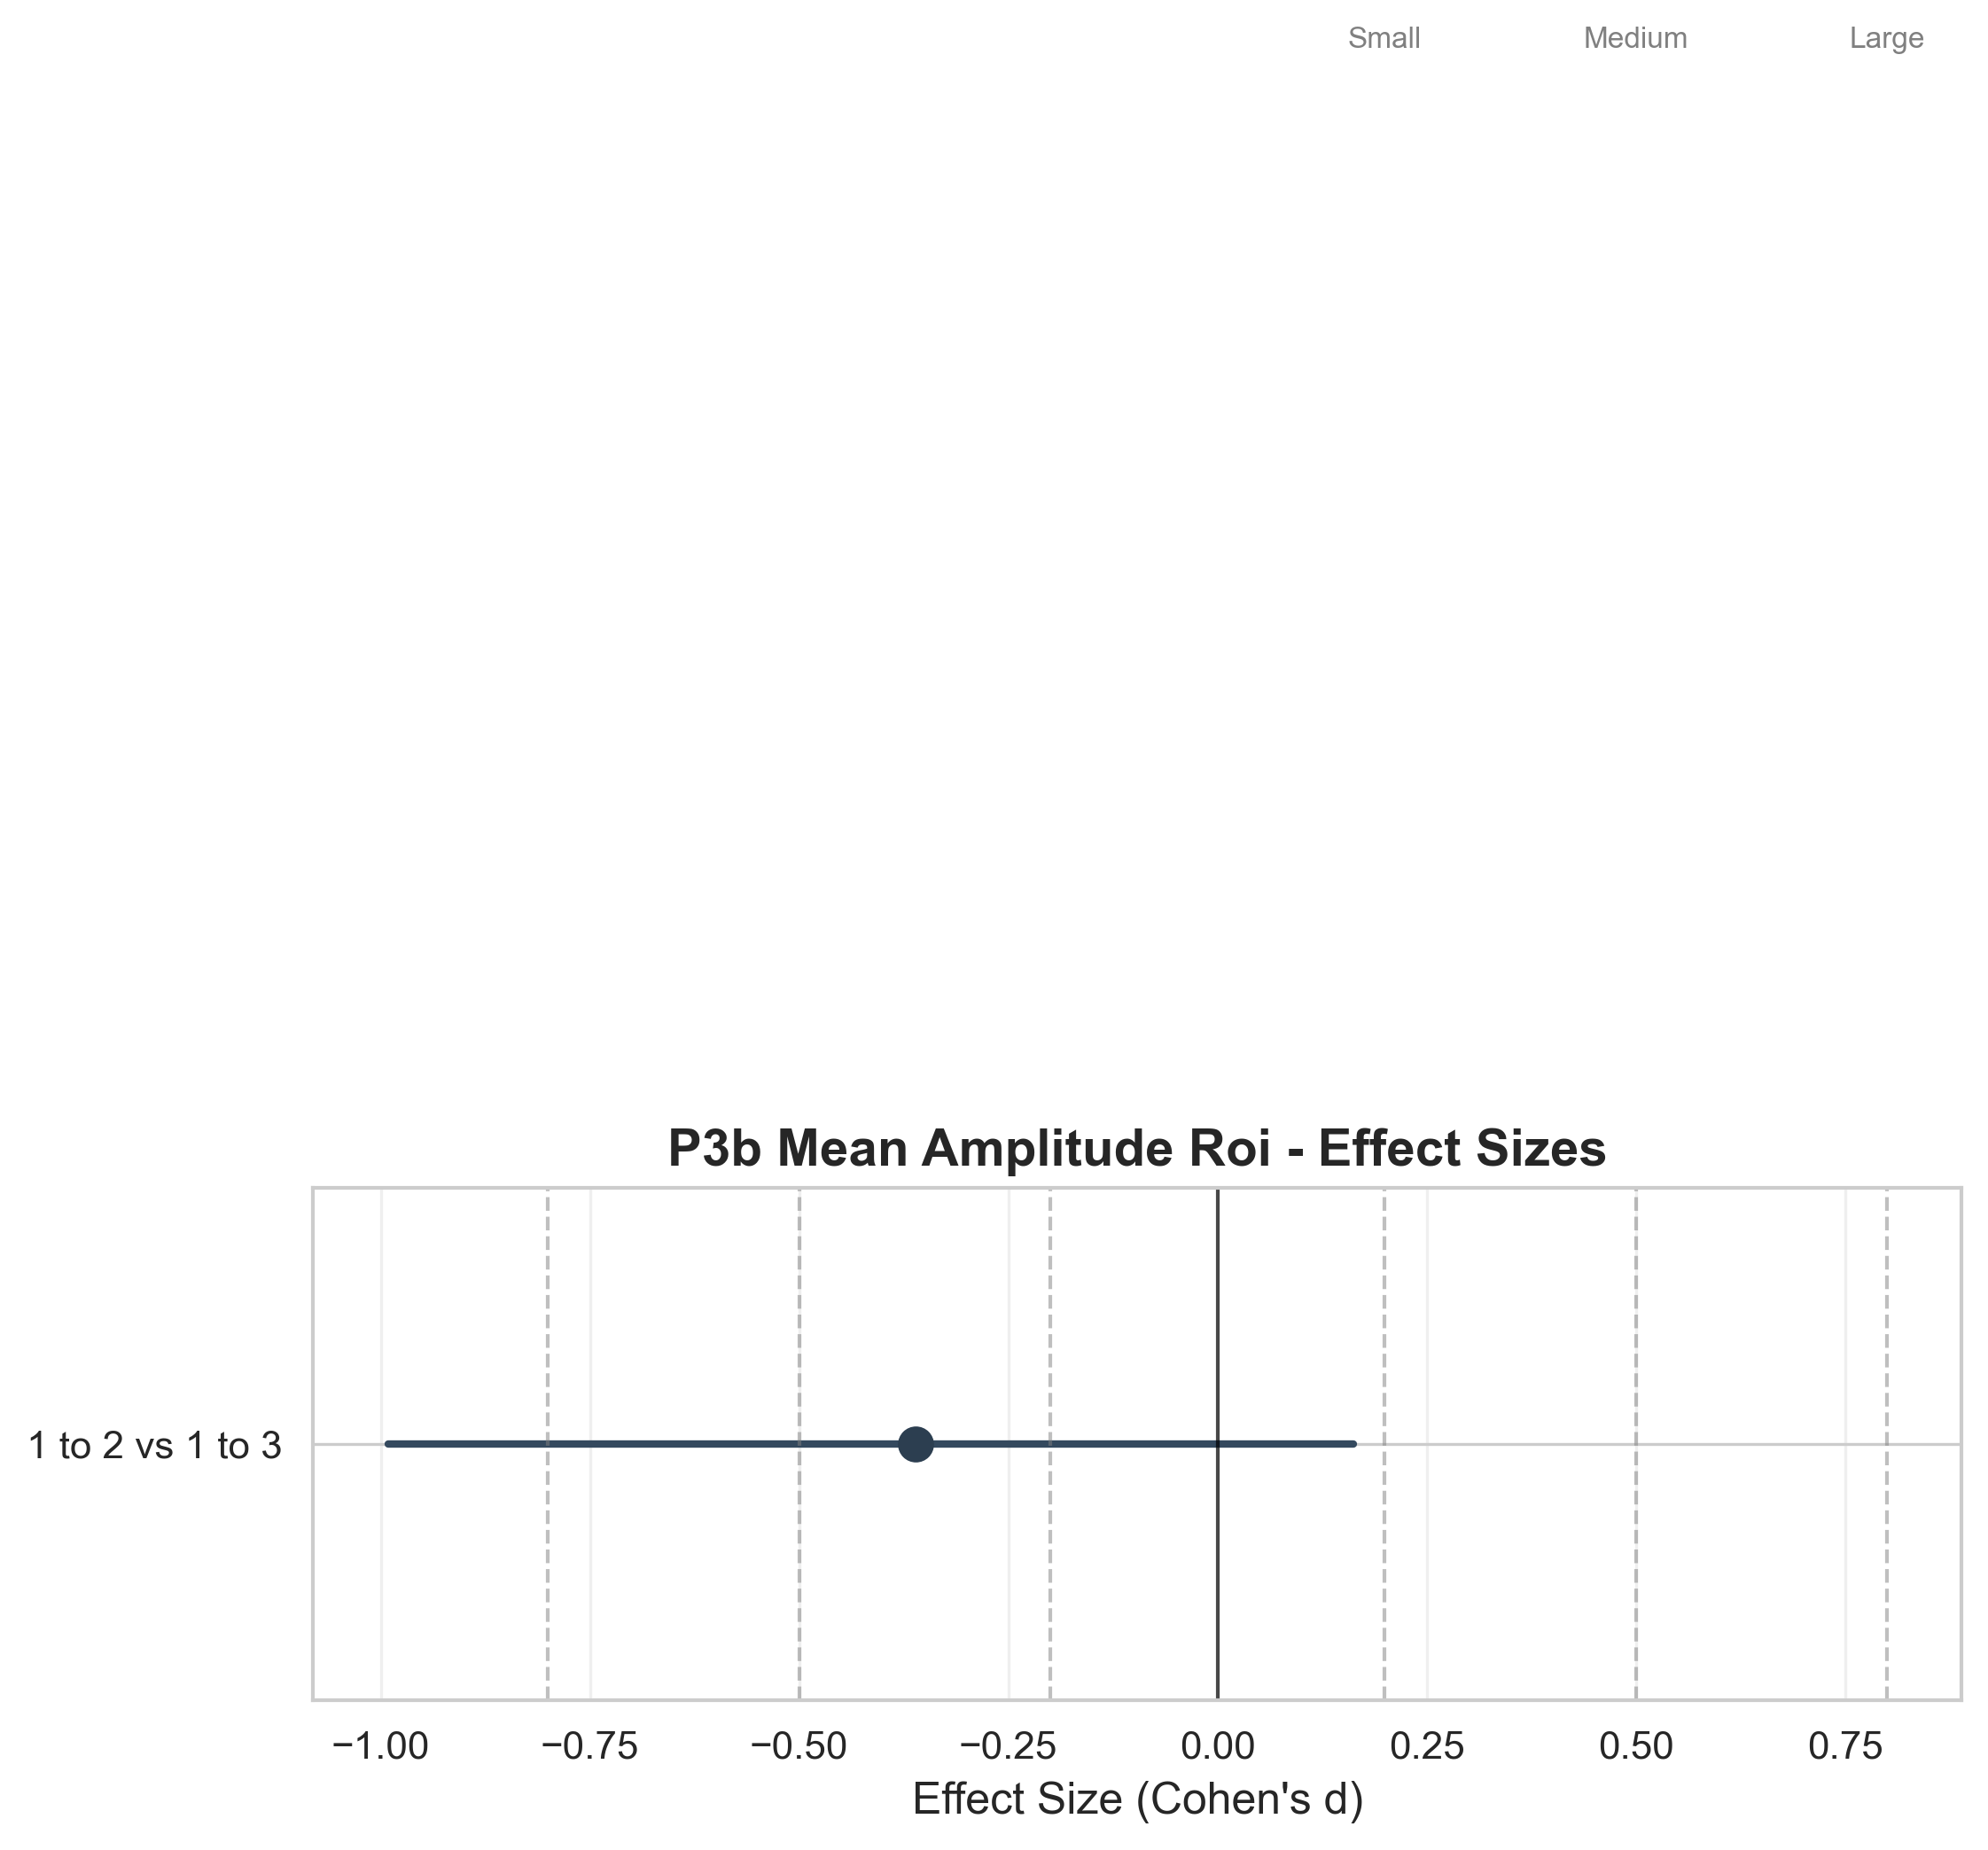 Small Medium Large
P3b Mean Amplitude Roi - Effect Sizes
1 to 2 vs 1 to 3
−1.00 −0.75 −0.50 −0.25 0.00 0.25 0.50 0.75
Effect Size (Cohen's d)